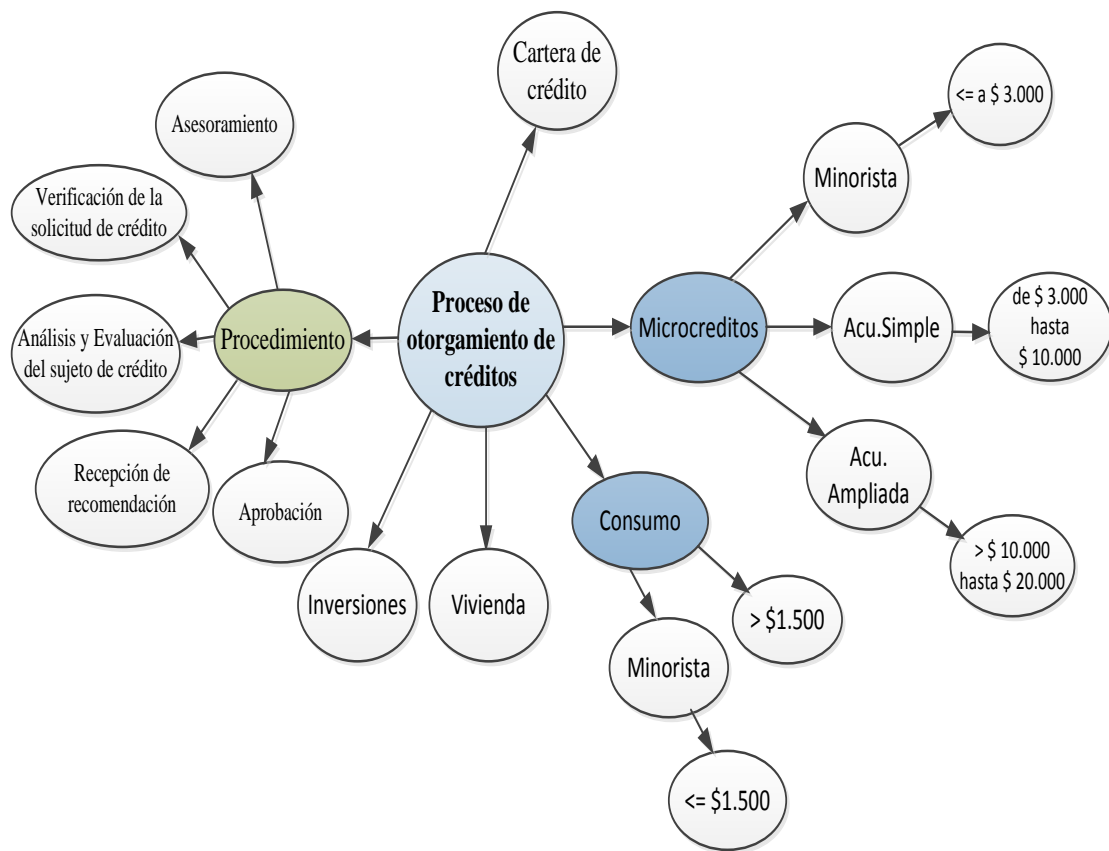 Cartera de
crédito
<= a $ 3.000
Asesoramiento
Minorista
Verificación de la
solicitud de crédito
Proceso de
otorgamiento de
créditos
Procedimiento
Microcreditos
Acu.Simple
de $ 3.000
hasta
$ 10.000
Análisis y Evaluación
del sujeto de crédito
Recepción de
recomendación
Aprobación
Acu.
Ampliada
Consumo
> $ 10.000
hasta $ 20.000
Inversiones
Vivienda
> $1.500
Minorista
<= $1.500